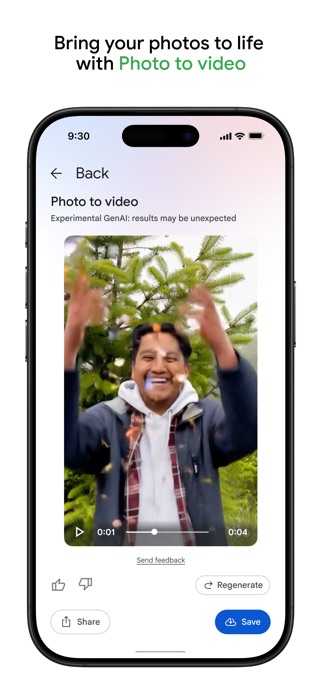 Bring your photos to life
with Photo to video
9:30
Back
Photo to video
Experimental GenAI: results may be unexpected
0:01
0:04
Send feedback
Regenerate
Share
Save